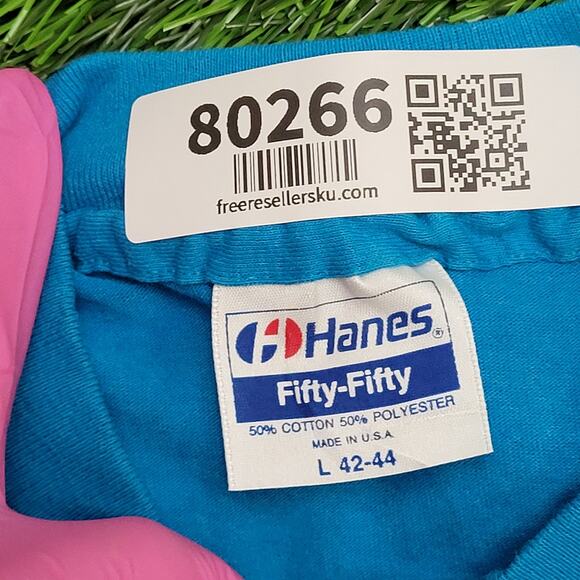 80266
freeresellersku.com
Hanes®
Fifty-Fifty
50% COTTON 50% POLYESTER
MADE IN U.S.A.
L 42-44